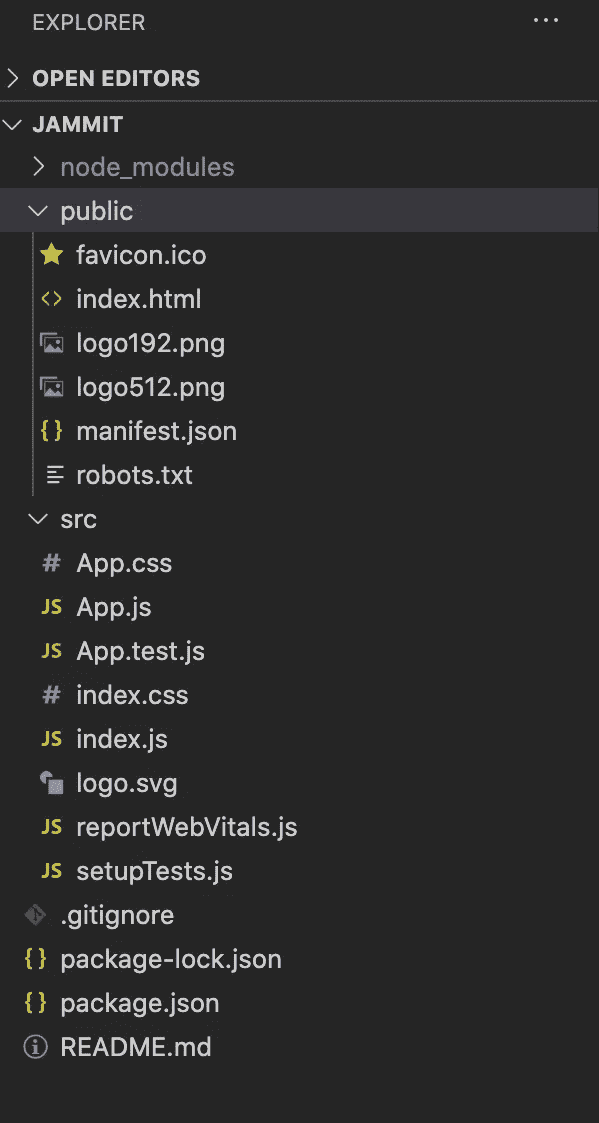 EXPLORER
OPEN EDITORS
JAMMIT
node_modules
public
favicon.ico
index.html
logo192.png
logo512.png
manifest.json
robots.txt
src
# App.css
JS App.js
JS App.test.js
# index.css
JS index.js
logo.svg
JS reportWebVitals.js
JS setupTests.js
.gitignore
{} package-lock.json
{} package.json
README.md